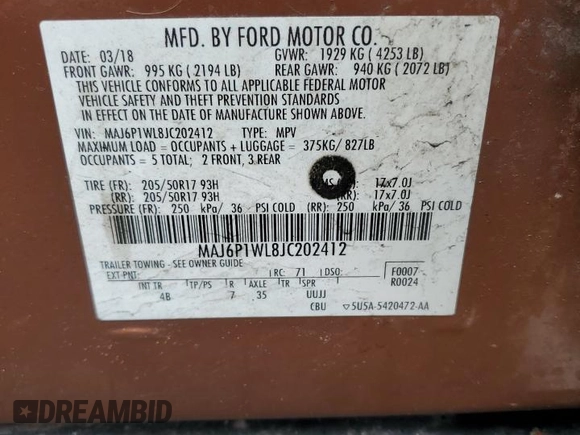 MFD. BY FORD MOTOR CO.
DATE: 03/18 GVWR: 1929 KG ( 4253 LB)
FRONT GAWR: 995 KG ( 2194 LB) REAR GAWR: 940 KG ( 2072 LB)
THIS VEHICLE CONFORMS TO ALL APPLICABLE FEDERAL MOTOR
VEHICLE SAFETY AND THEFT PREVENTION STANDARDS
IN EFFECT ON THE DATE OF MANUFACTURE SHOWN ABOVE.
VIN: MAJ6P1WL8JC202412 TYPE: MPV
MAXIMUM LOAD = OCCUPANTS + LUGGAGE = 375KG/ 827LB
OCCUPANTS = 5 TOTAL; 2 FRONT, 3 REAR
TIRE (FR): 205/50R17 93H 17x7.0J
(RR): 205/50R17 93H (RR): 17x7.0J
PRESSURE (FR): 250 kPa/ 36 PSI COLD (RR): 250 kPa/ 36 PSI COLD
MAJ6P1WL8JC202412
TRAILER TOWING - SEE OWNER GUIDE
EXT PNT: RC: 71 DSO: F0007
INT TR TP/PS R AXLE TR SPR R0024
4B 7 35 UUJJ
CBU 5U5A-5420472-AA
DREAMBID